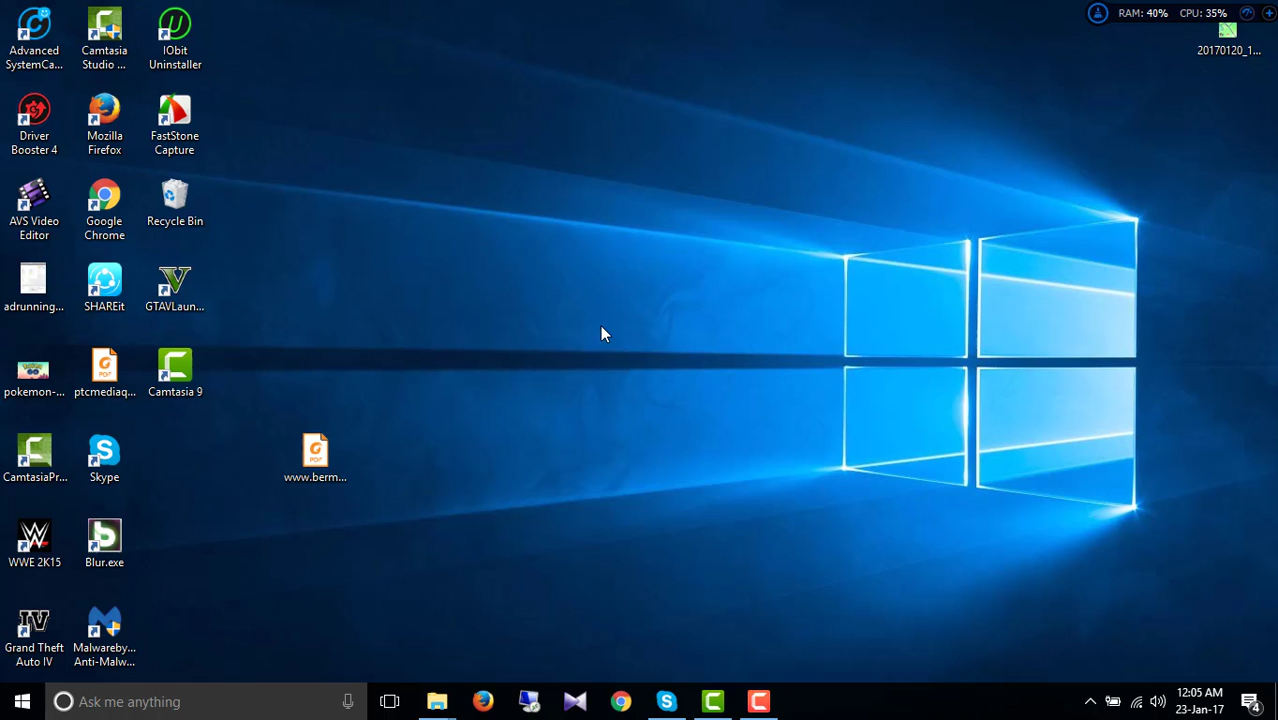 RAM: 40% CPU: 35%
Advanced
SystemCa...
Camtasia
Studio ...
IObit
Uninstaller
20170120_1...
Driver
Booster 4
Mozilla
Firefox
FastStone
Capture
AVS Video
Editor
Google
Chrome
Recycle Bin
adrunning...
SHAREit
GTAVLaun...
pokemon-...
ptcmediaq...
Camtasia 9
CamtasiaPr...
Skype
www.berm...
WWE 2K15
Blur.exe
Grand Theft
Auto IV
Malwareby...
Anti-Malw...
Ask me anything
12:05 AM
23-Jan-17
4